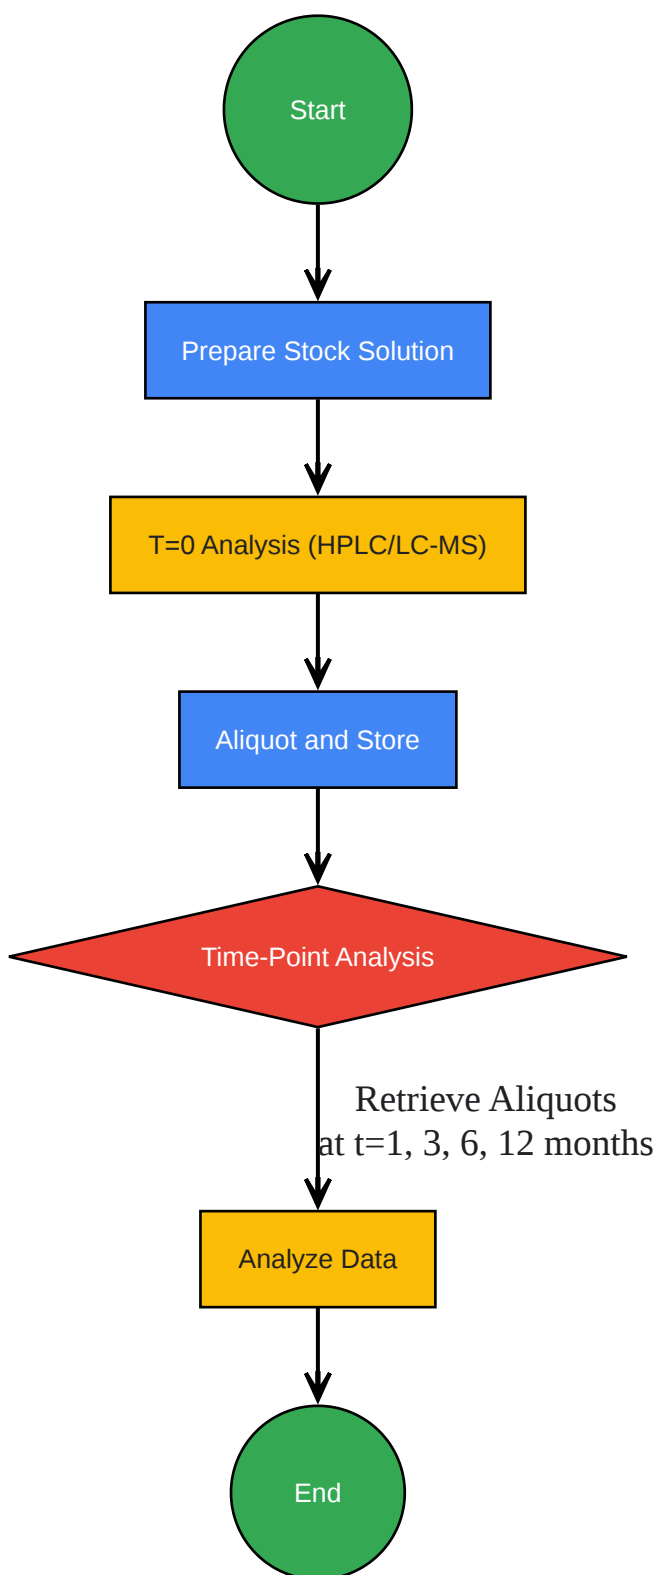 Start
Prepare Stock Solution
T=0 Analysis (HPLC/LC-MS)
Aliquot and Store
Time-Point Analysis
Retrieve Aliquots
at t=1, 3, 6, 12 months
Analyze Data
End